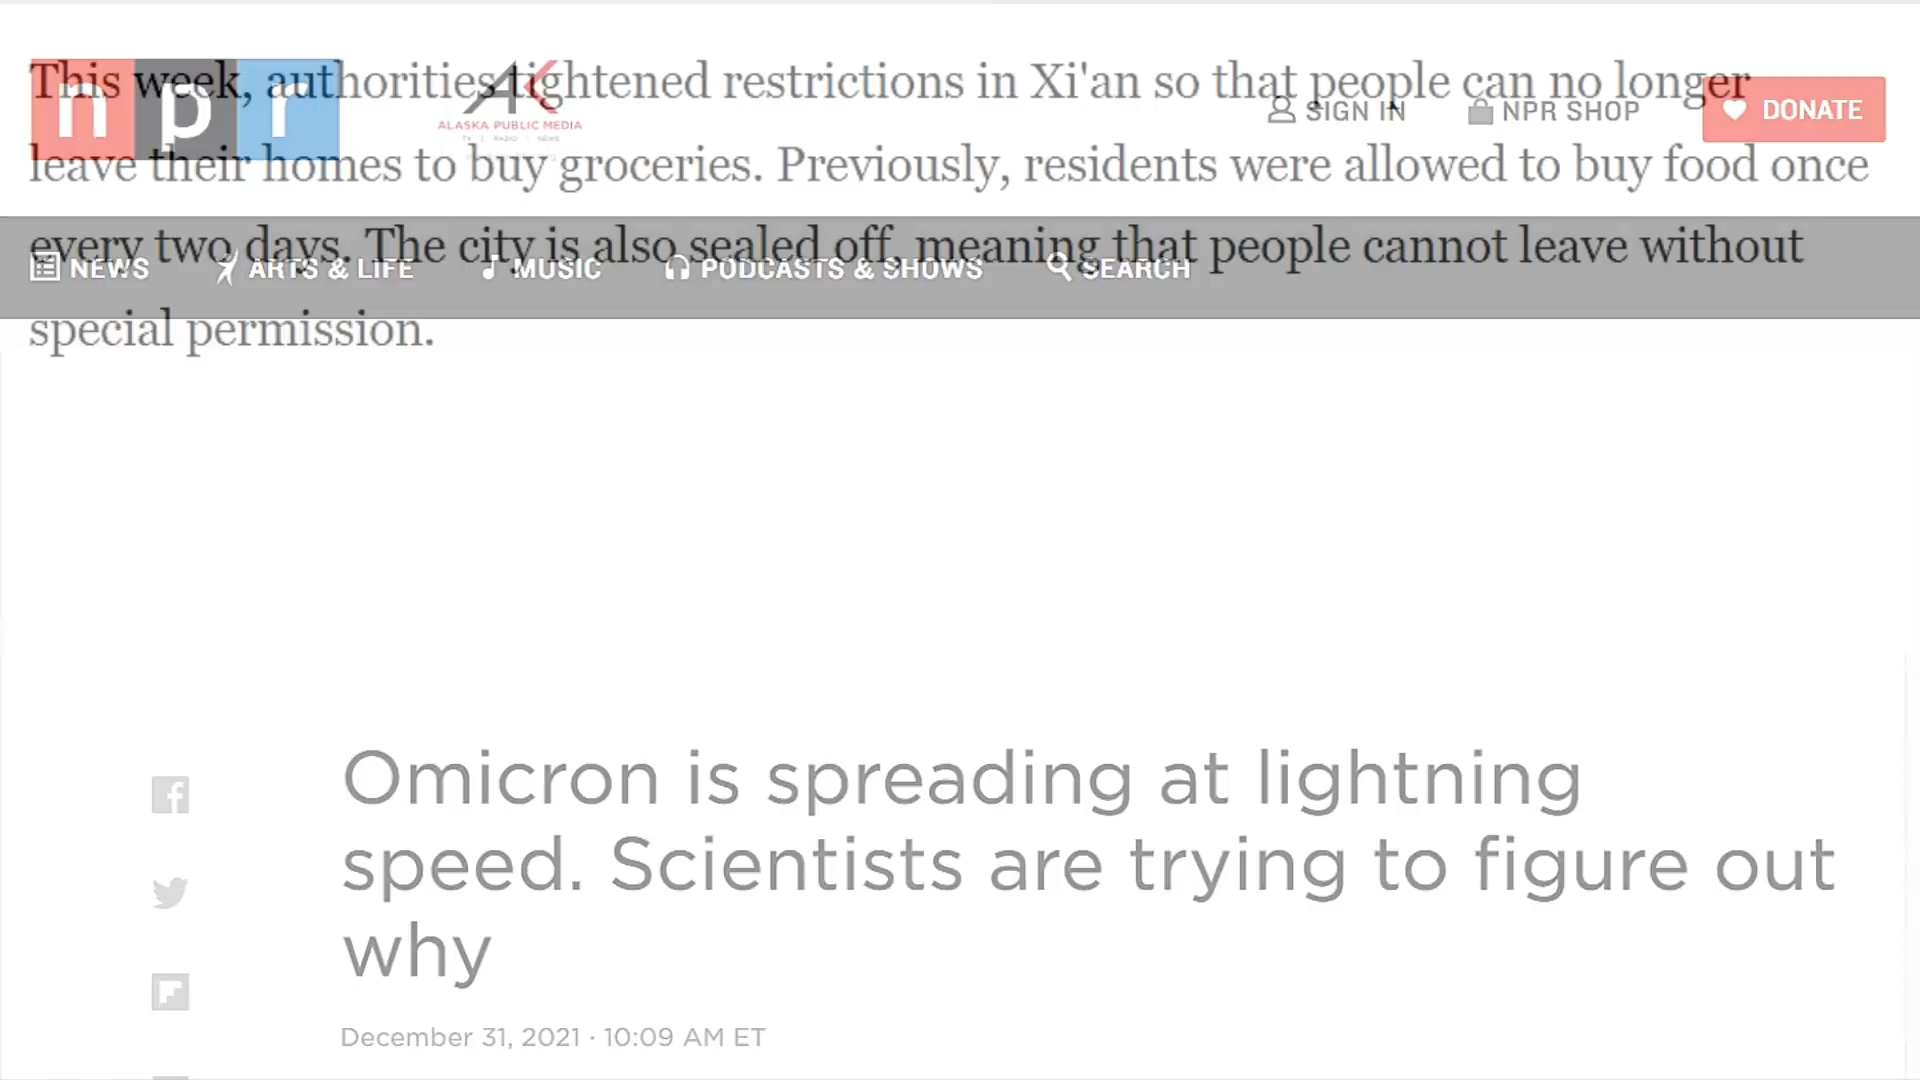 This week, authorities tightened restrictions in Xi'an so that people can no longer
leave their homes to buy groceries. Previously, residents were allowed to buy food once
every two days. The city is also sealed off, meaning that people cannot leave without
special permission.
n p r
ALASKA PUBLIC MEDIA
TV | RADIO | NEWS
SIGN IN
NPR SHOP
DONATE
NEWS
ARTS & LIFE
MUSIC
PODCASTS & SHOWS
SEARCH
Omicron is spreading at lightning
speed. Scientists are trying to figure out
why
December 31, 2021 · 10:09 AM ET